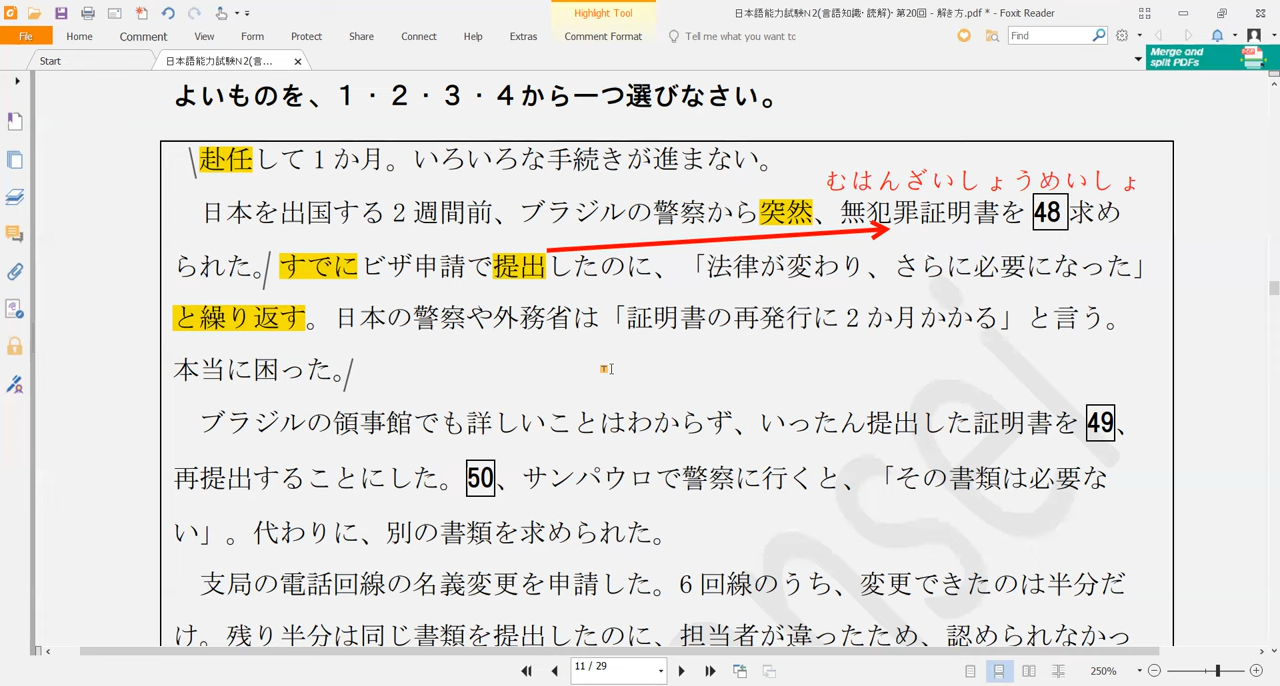 日本語能力試験N2(言語知識・読解)・第20回 - 解き方.pdf * - Foxit Reader
Highlight Tool
File Home Comment View Form Protect Share Connect Help Extras Comment Format Tell me what you want tc Find
Start 日本語能力試験N2(言... Merge and split PDFs
よいものを、１・２・３・４から一つ選びなさい。
赴任して１か月。いろいろな手続きが進まない。
むはんざいしょうめいしょ
日本を出国する２週間前、ブラジルの警察から突然、無犯罪証明書を 48 求め
られた。すでにビザ申請で提出したのに、「法律が変わり、さらに必要になった」
と繰り返す。日本の警察や外務省は「証明書の再発行に２か月かかる」と言う。
本当に困った。
ブラジルの領事館でも詳しいことはわからず、いったん提出した証明書を 49、
再提出することにした。50、サンパウロで警察に行くと、「その書類は必要な
い」。代わりに、別の書類を求められた。
支局の電話回線の名義変更を申請した。６回線のうち、変更できたのは半分だ
け。残り半分は同じ書類を提出したのに、担当者が違ったため、認められなかっ
nsei
11 / 29 250%